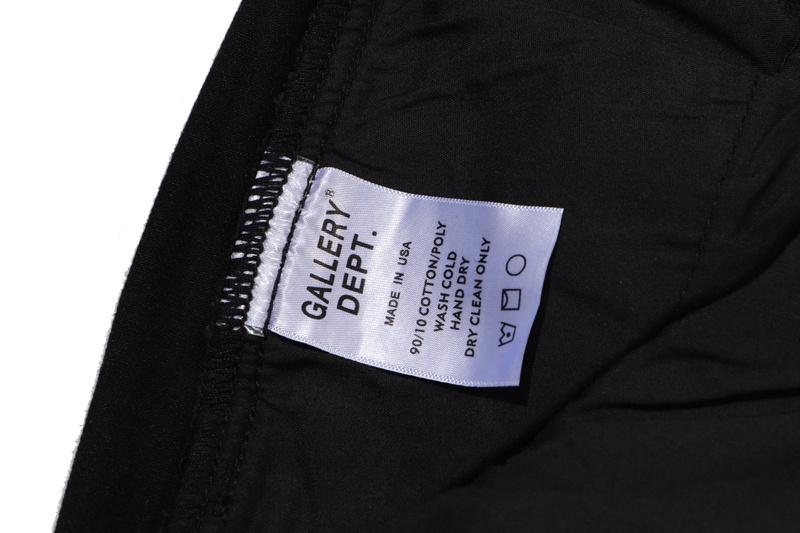 GALLERY®
DEPT.
MADE IN USA
90/10 COTTON/POLY
WASH COLD
HAND DRY
DRY CLEAN ONLY